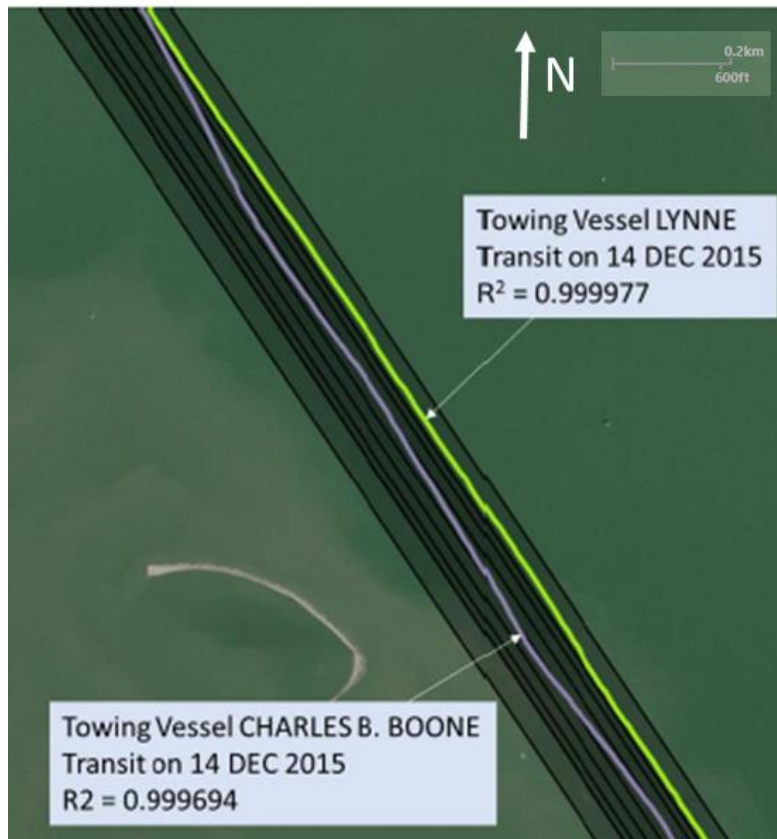 N
0.2km
600ft
Towing Vessel LYNNE
Transit on 14 DEC 2015
R² = 0.999977
Towing Vessel CHARLES B. BOONE
Transit on 14 DEC 2015
R2 = 0.999694